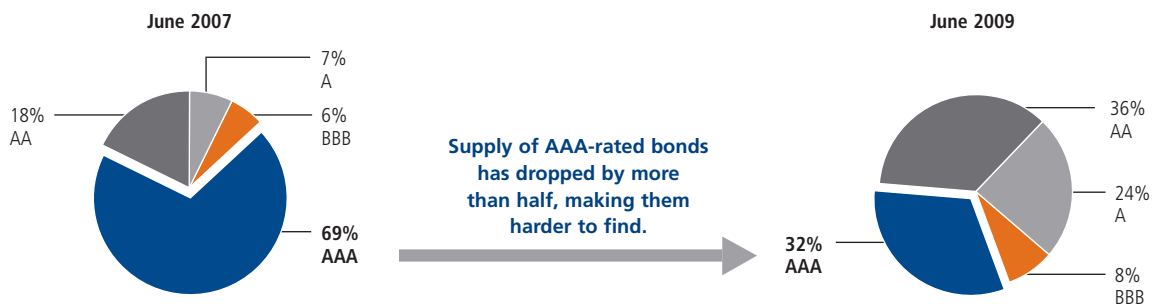 June 2007
7%
A
18%
AA
6%
BBB
69%
AAA
Supply of AAA-rated bonds
has dropped by more
than half, making them
harder to find.
June 2009
36%
AA
24%
A
32%
AAA
8%
BBB